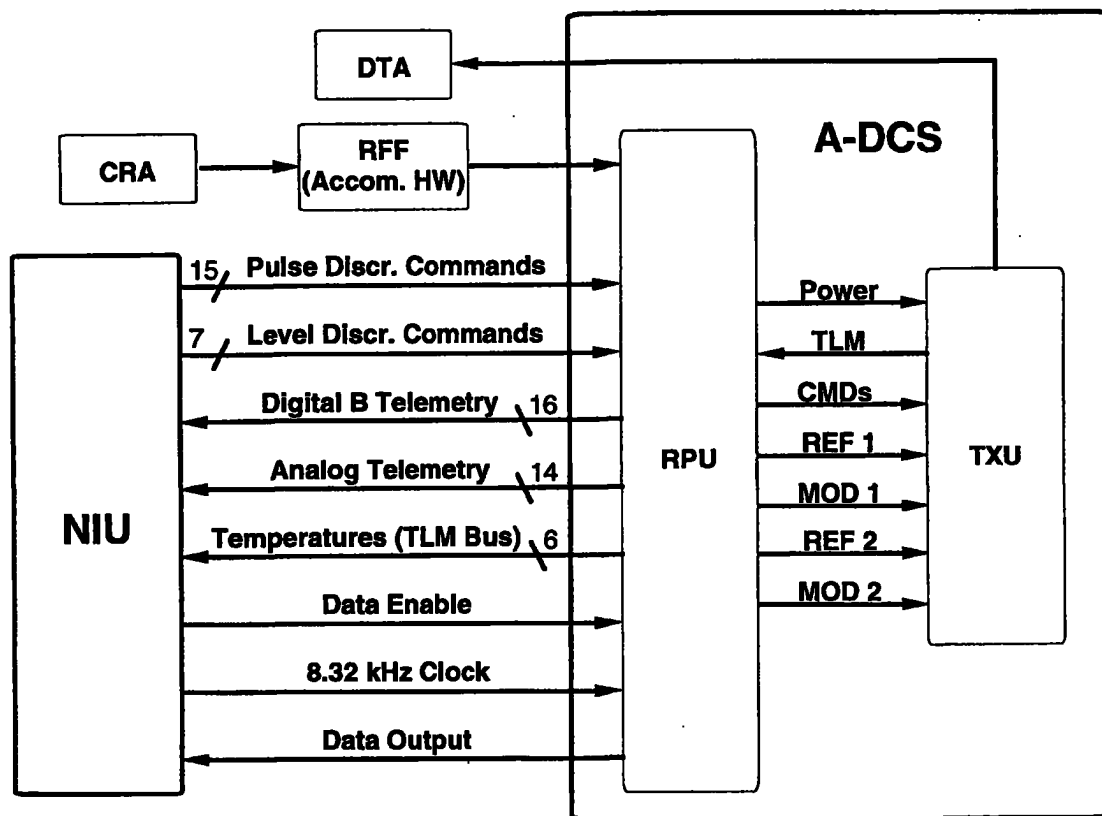 DTA
A-DCS
CRA
RFF
(Accom. HW)
15 Pulse Discr. Commands
7 Level Discr. Commands
Digital B Telemetry 16
Analog Telemetry 14
Temperatures (TLM Bus) 6
Data Enable
8.32 kHz Clock
Data Output
NIU
RPU
Power
TLM
CMDs
REF 1
MOD 1
REF 2
MOD 2
TXU